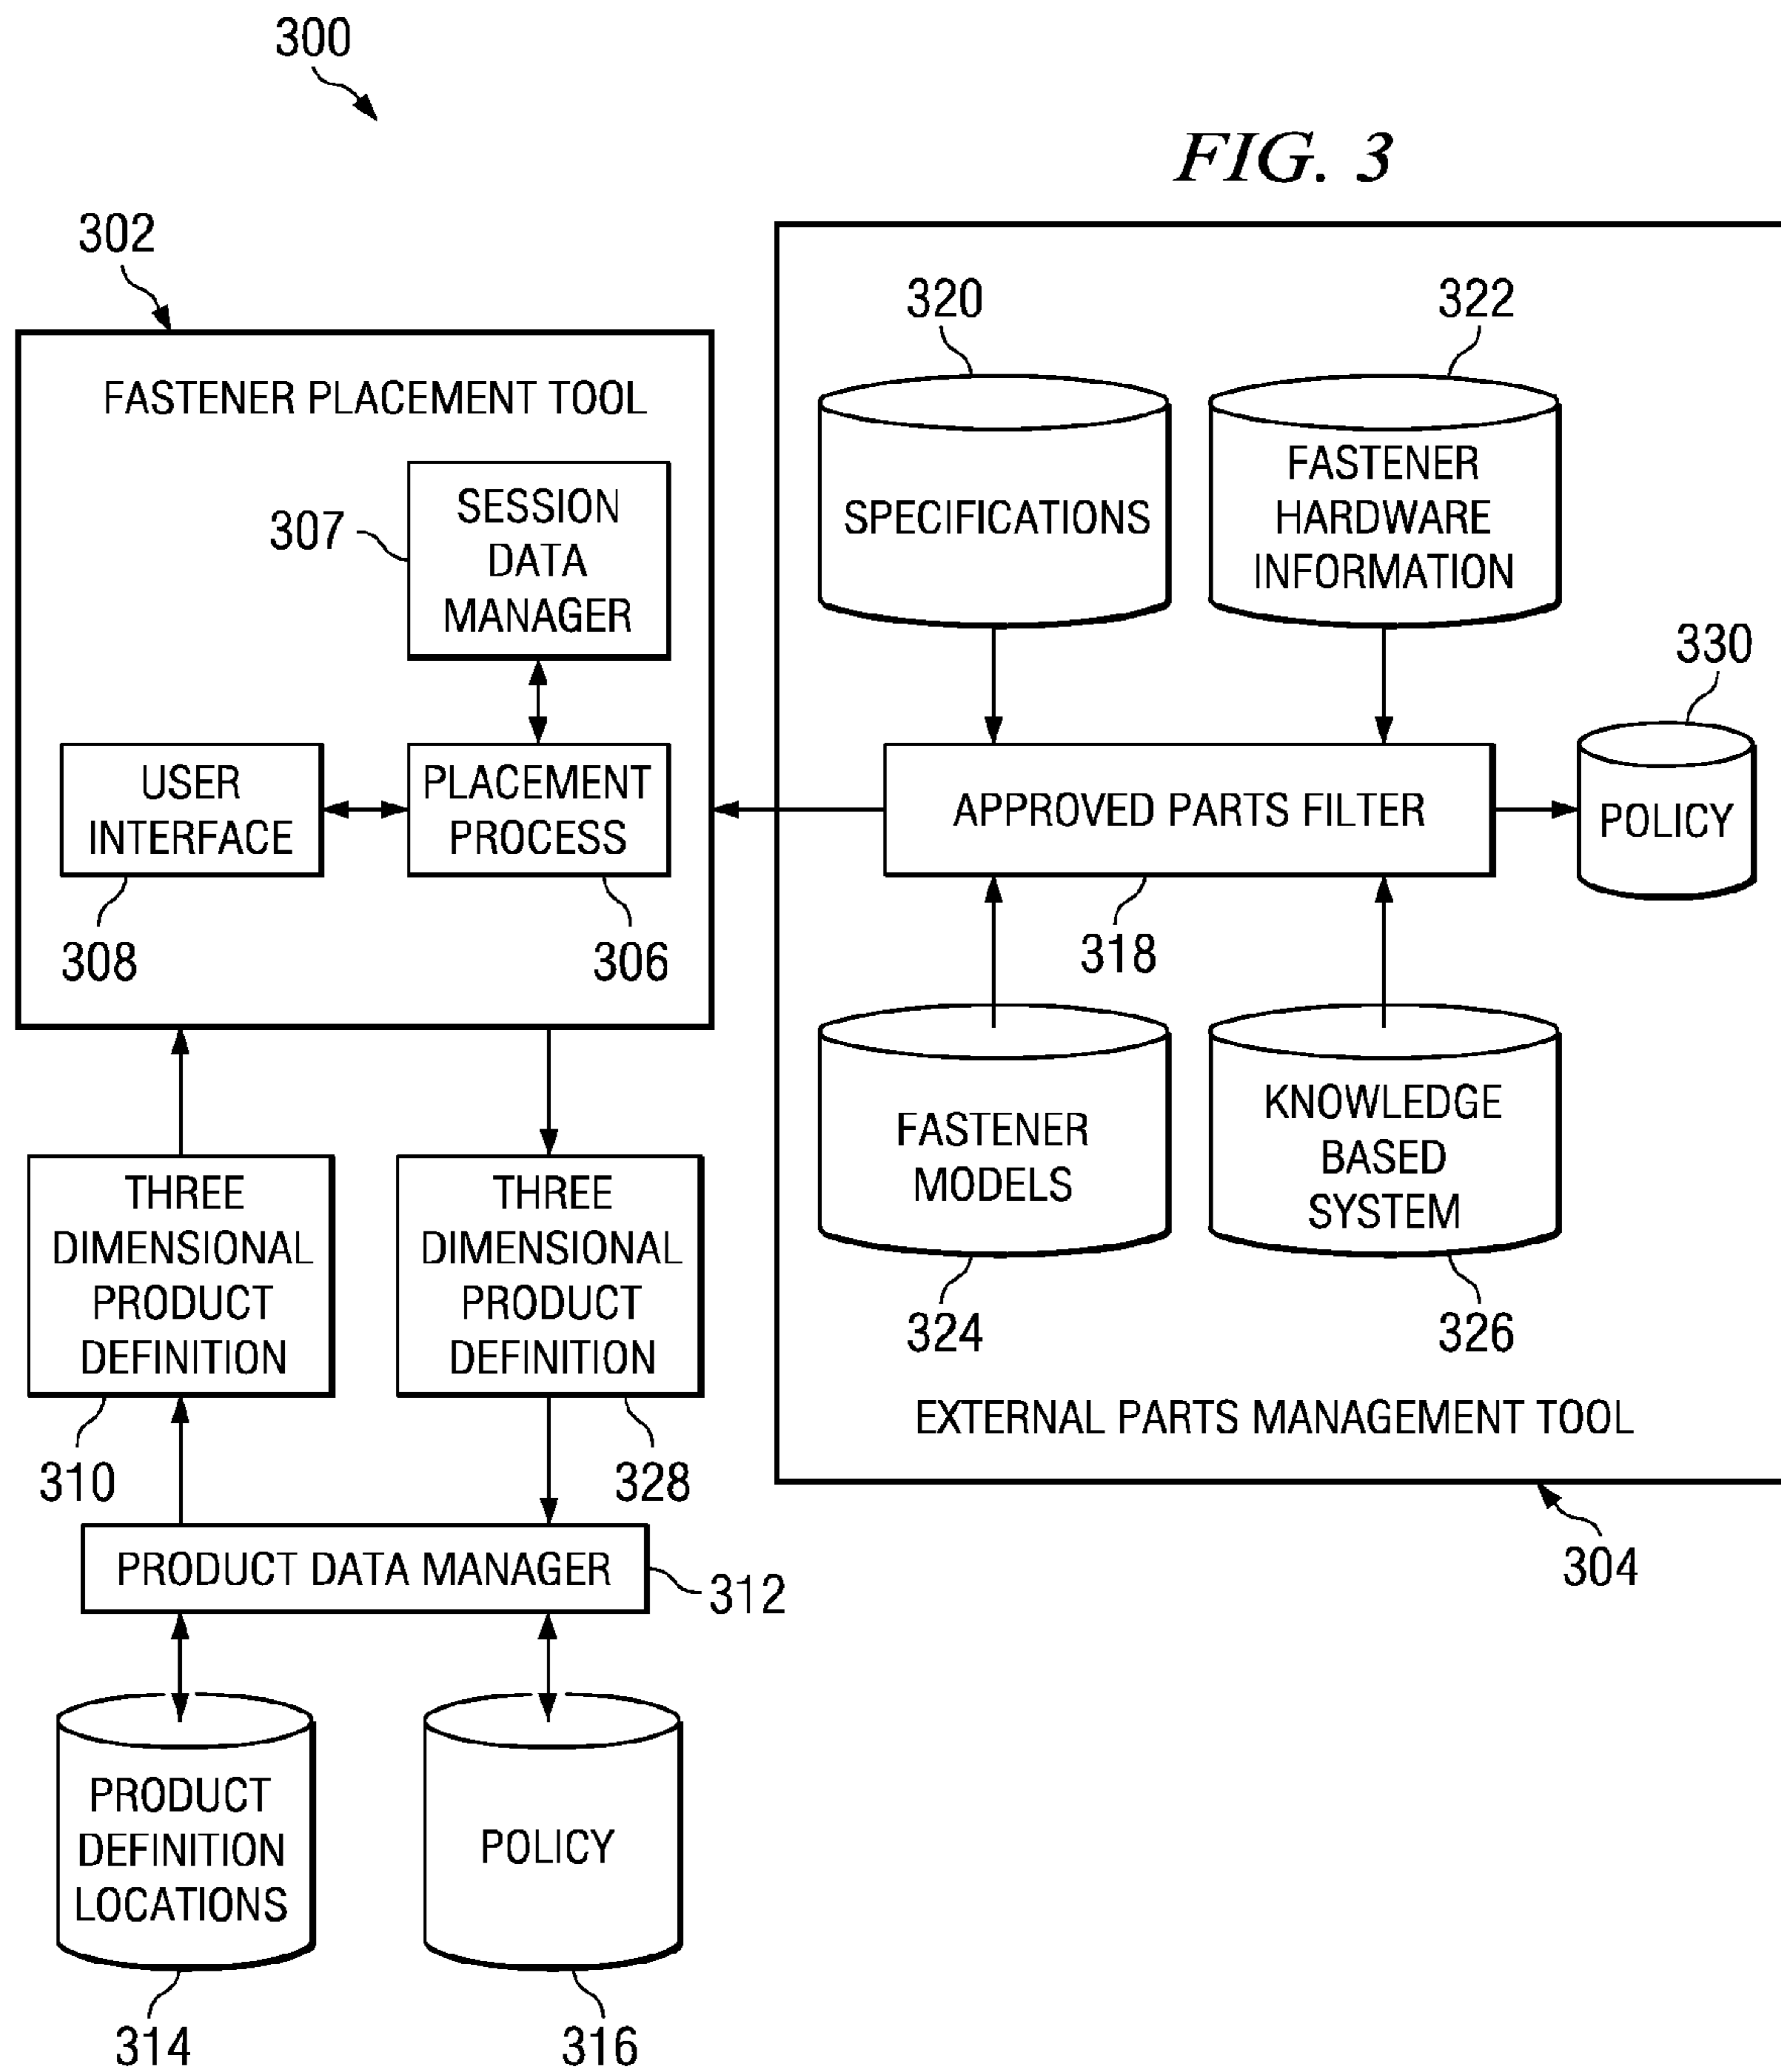 300
FIG. 3
302
FASTENER PLACEMENT TOOL
307
SESSION
DATA
MANAGER
USER
INTERFACE
PLACEMENT
PROCESS
308
306
320
322
SPECIFICATIONS
FASTENER
HARDWARE
INFORMATION
330
APPROVED PARTS FILTER
POLICY
318
FASTENER
MODELS
KNOWLEDGE
BASED
SYSTEM
324
326
EXTERNAL PARTS MANAGEMENT TOOL
304
THREE
DIMENSIONAL
PRODUCT
DEFINITION
THREE
DIMENSIONAL
PRODUCT
DEFINITION
310
328
PRODUCT DATA MANAGER
312
PRODUCT
DEFINITION
LOCATIONS
POLICY
314
316